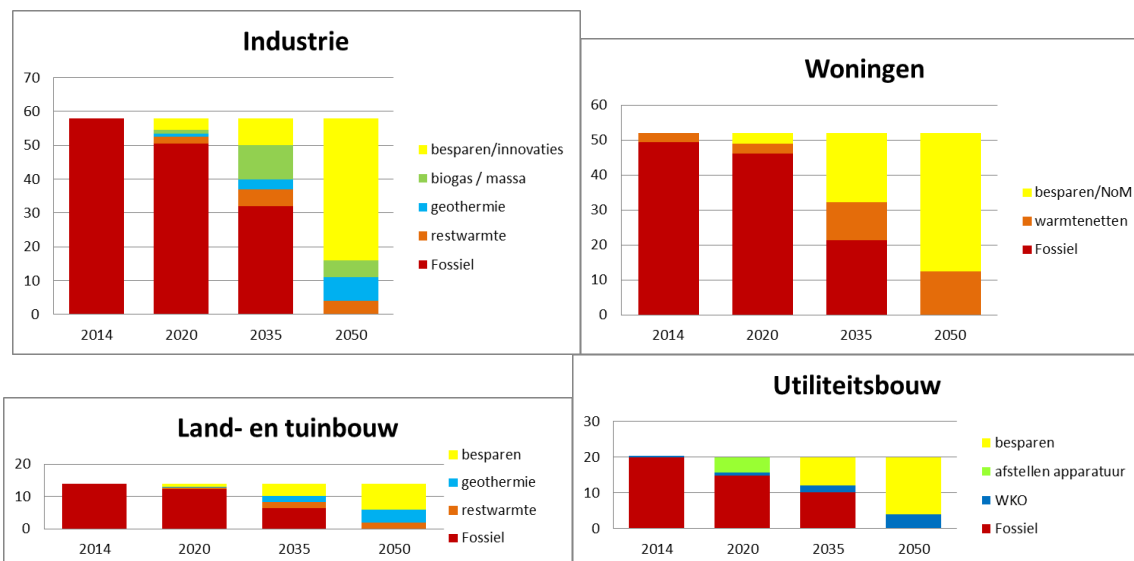 Industrie
70
60
50
40
30
20
10
0
2014 2020 2035 2050
besparen/innovaties
biogas / massa
geothermie
restwarmte
Fossiel
Woningen
60
50
40
30
20
10
0
2014 2020 2035 2050
besparen/NoM
warmtenetten
Fossiel
Land- en tuinbouw
20
10
0
2014 2020 2035 2050
besparen
geothermie
restwarmte
Fossiel
Utiliteitsbouw
30
20
10
0
2014 2020 2035 2050
besparen
afstellen apparatuur
WKO
Fossiel